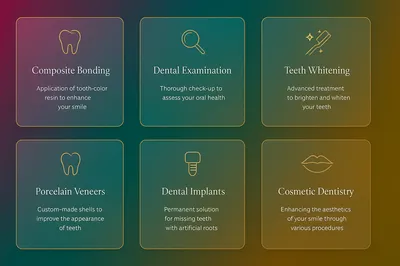 Composite Bonding
Application of tooth-color
resin to enhance
your smile
Dental Examination
Thorough check-up to
assess your oral health
Teeth Whitening
Advanced treatment
to brighten and whiten
your teeth
Porcelain Veneers
Custom-made shells to
improve the appearance
of teeth
Dental Implants
Permanent solution
for missing teeth
with artificial roots
Cosmetic Dentistry
Enhancing the aesthetics
of your smile through
various procedures